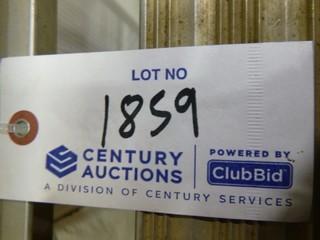 LOT NO
1859
CENTURY AUCTIONS
POWERED BY
ClubBid
A DIVISION OF CENTURY SERVICES